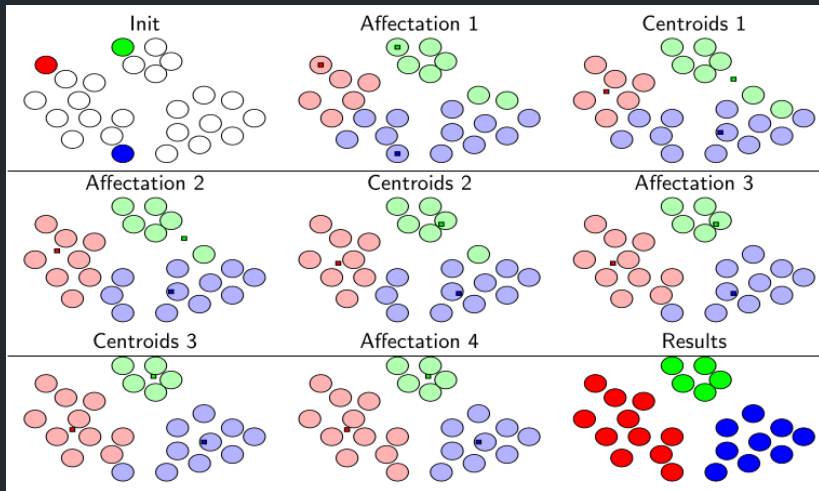 Init
Affectation 1
Centroids 1
Affectation 2
Centroids 2
Affectation 3
Centroids 3
Affectation 4
Results